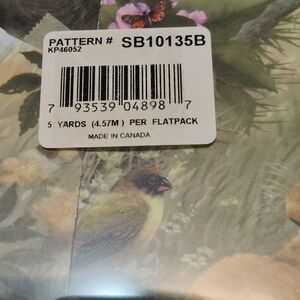 PATTERN # SB10135B
KP46052
7 93539 04898 7
5 YARDS (4.57M) PER FLATPACK
MADE IN CANADA